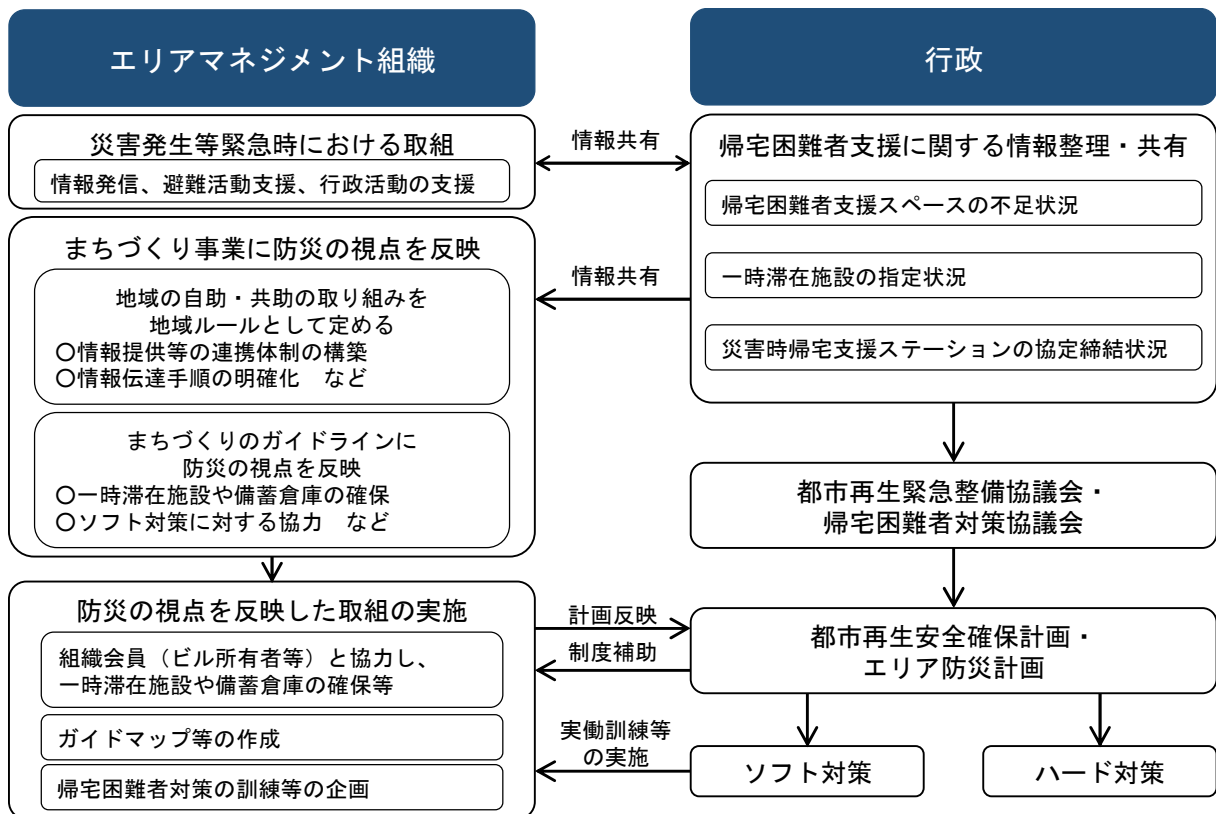 エリアマネジメント組織
災害発生等緊急時における取組
情報発信、避難活動支援、行政活動の支援
まちづくり事業に防災の視点を反映
地域の自助・共助の取り組みを
地域ルールとして定める
〇情報提供等の連携体制の構築
〇情報伝達手順の明確化　など
まちづくりのガイドラインに
防災の視点を反映
〇一時滞在施設や備蓄倉庫の確保
〇ソフト対策に対する協力　など
防災の視点を反映した取組の実施
組織会員（ビル所有者等）と協力し、
一時滞在施設や備蓄倉庫の確保等
ガイドマップ等の作成
帰宅困難者対策の訓練等の企画
情報共有
情報共有
計画反映
制度補助
実働訓練等
の実施
行政
帰宅困難者支援に関する情報整理・共有
帰宅困難者支援スペースの不足状況
一時滞在施設の指定状況
災害時帰宅支援ステーションの協定締結状況
都市再生緊急整備協議会・
帰宅困難者対策協議会
都市再生安全確保計画・
エリア防災計画
ソフト対策
ハード対策